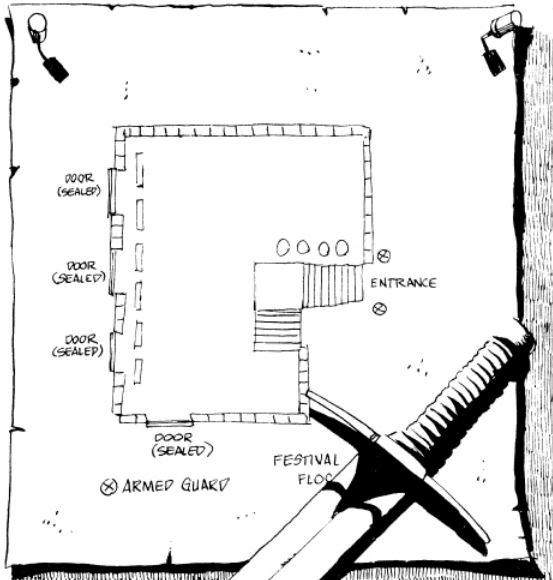 DOOR
(SEALED)
DOOR
(SEALED)
ENTRANCE
DOOR
(SEALED)
DOOR
(SEALED)
FESTIVAL
ARMED GUARD